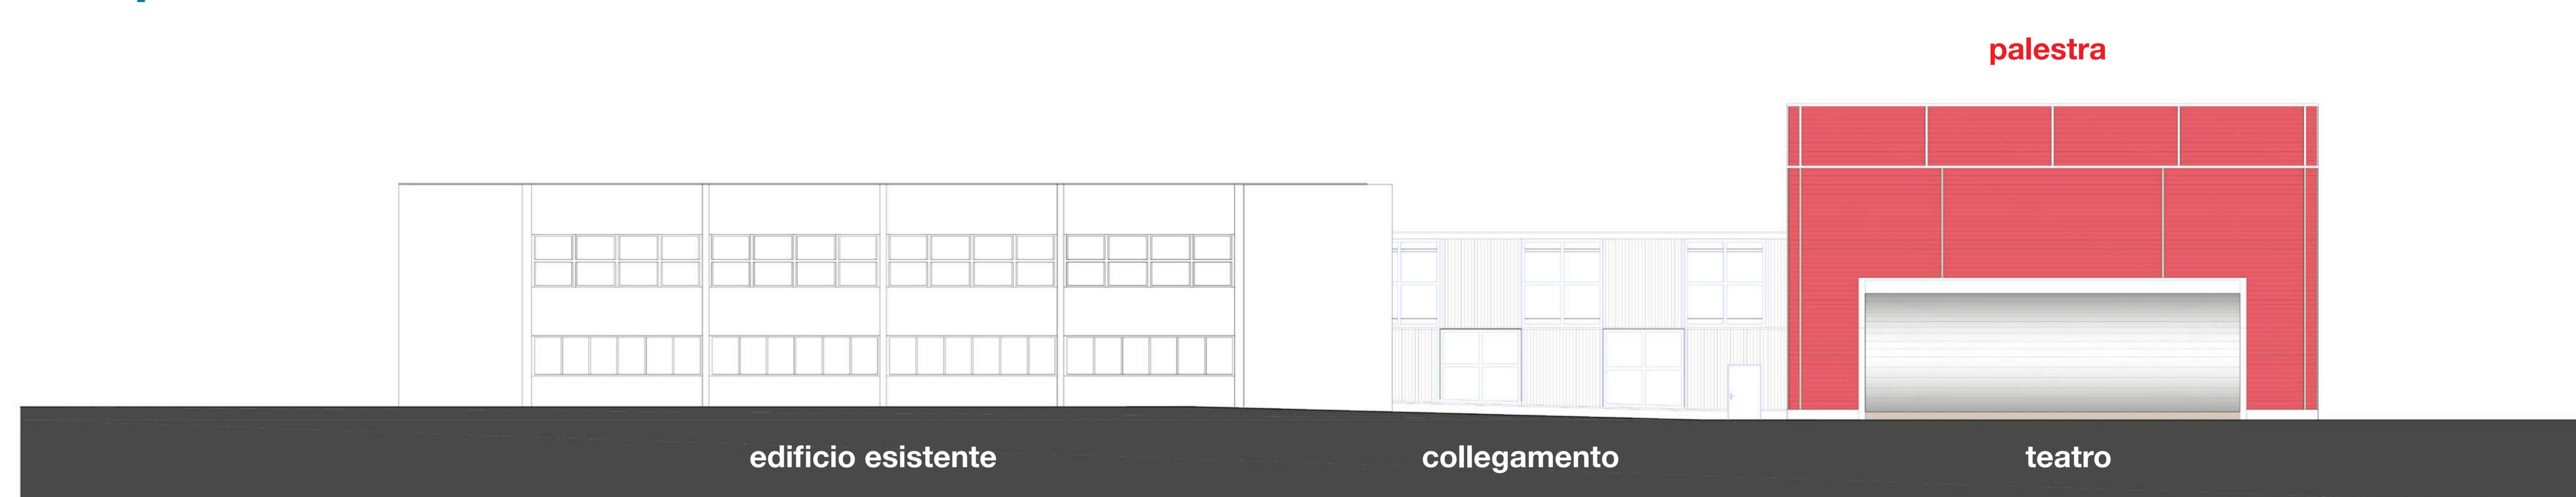 palestra
edificio esistente
collegamento
teatro